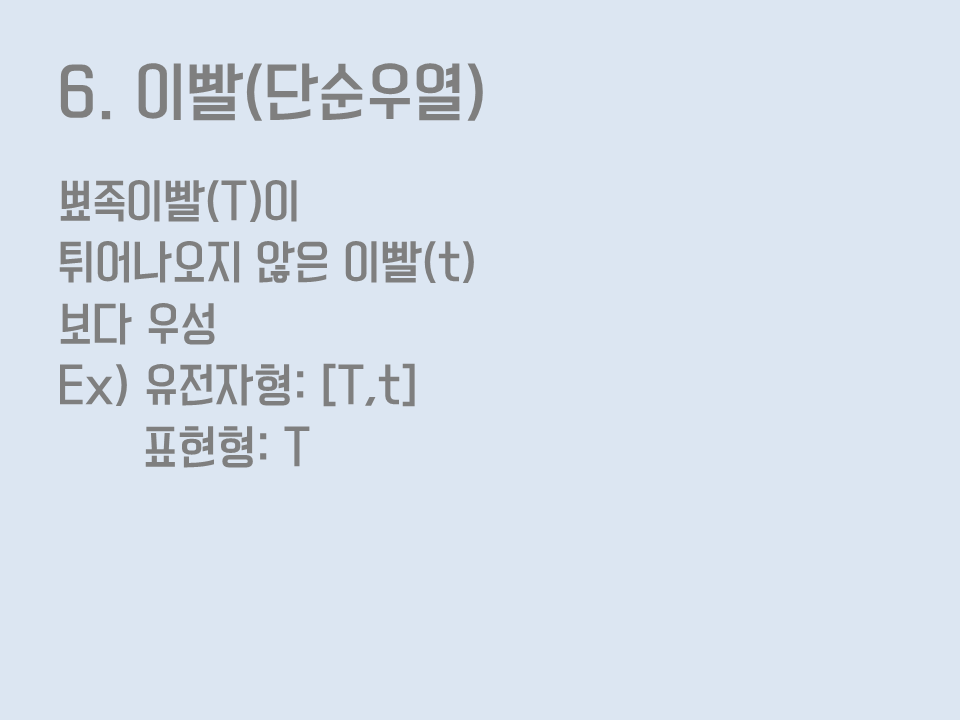 6. 이빨(단순우열)
뾰족이빨(T)이
튀어나오지 않은 이빨(t)
보다 우성
Ex) 유전자형: [T,t]
표현형: T